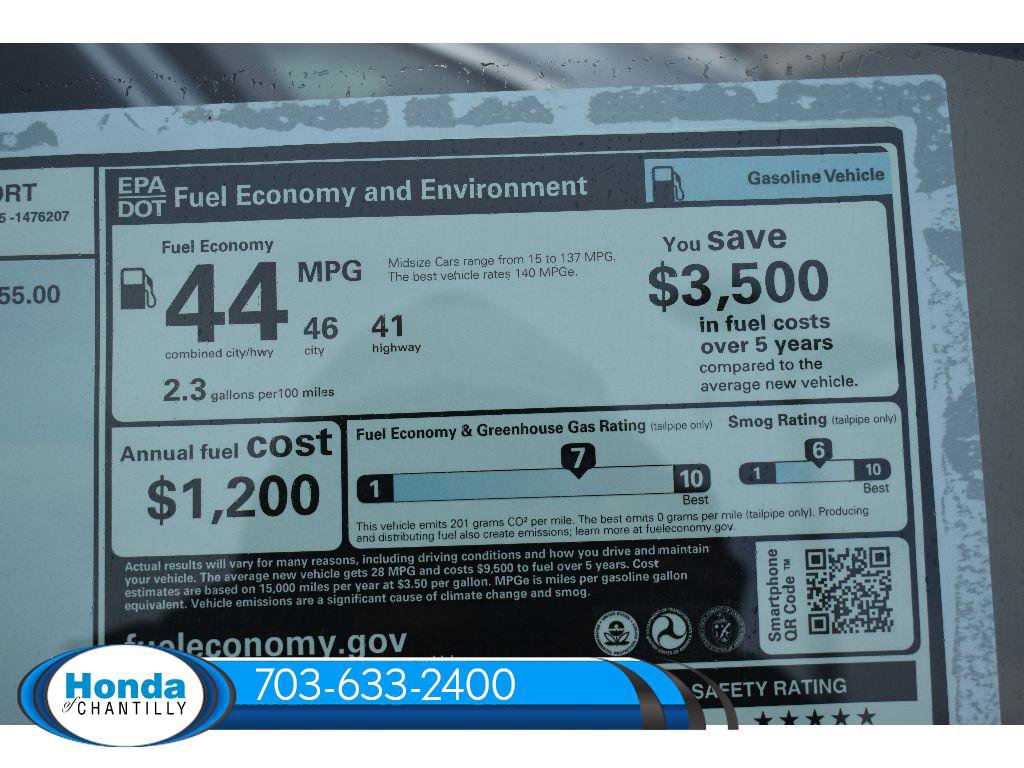 ORT
5 -1476207
55.00
EPA
DOT
Fuel Economy and Environment
Gasoline Vehicle
Fuel Economy
44 MPG
combined city/hwy
46
city
41
highway
Midsize Cars range from 15 to 137 MPG.
The best vehicle rates 140 MPGe.
2.3 gallons per100 miles
You save
$3,500
in fuel costs
over 5 years
compared to the
average new vehicle.
Annual fuel cost
$1,200
Fuel Economy & Greenhouse Gas Rating (tailpipe only)
1
7
10
Best
Smog Rating (tailpipe only)
1
6
10
Best
This vehicle emits 201 grams CO² per mile. The best emits 0 grams per mile (tailpipe only). Producing
and distributing fuel also create emissions; learn more at fueleconomy.gov.
Actual results will vary for many reasons, including driving conditions and how you drive and maintain
your vehicle. The average new vehicle gets 28 MPG and costs $9,500 to fuel over 5 years. Cost
estimates are based on 15,000 miles per year at $3.50 per gallon. MPGe is miles per gasoline gallon
equivalent. Vehicle emissions are a significant cause of climate change and smog.
fueleconomy.gov
Smartphone
QR Code ™
SAFETY RATING
★★★★★
Honda
of CHANTILLY
703-633-2400